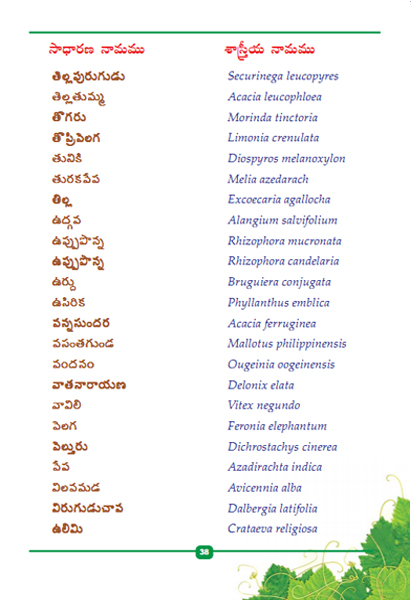 సాధారణ నామము శాస్త్రీయ నామము
తెల్లపురుగుడు Securinega leucopyres
తెల్లతుమ్మ Acacia leucophloea
తొగరు Morinda tinctoria
తొర్రివెలగ Limonia crenulata
తునికి Diospyros melanoxylon
తురకవేప Melia azedarach
తిల్ల Excoecaria agallocha
ఉడ్గవ Alangium salvifolium
ఉప్పుపొన్న Rhizophora mucronata
ఉప్పుపొన్న Rhizophora candelaria
ఉర్దు Bruguiera conjugata
ఉసిరిక Phyllanthus emblica
వన్నసుందర Acacia ferruginea
వసంతగుండ Mallotus philippinensis
వందనం Ougeinia oogeinensis
వాతనారాయణ Delonix elata
వావిలి Vitex negundo
వెలగ Feronia elephantum
వెల్తురు Dichrostachys cinerea
వేప Azadirachta indica
విలవమడ Avicennia alba
విరుగుడుచావ Dalbergia latifolia
ఉలిమి Crataeva religiosa
38